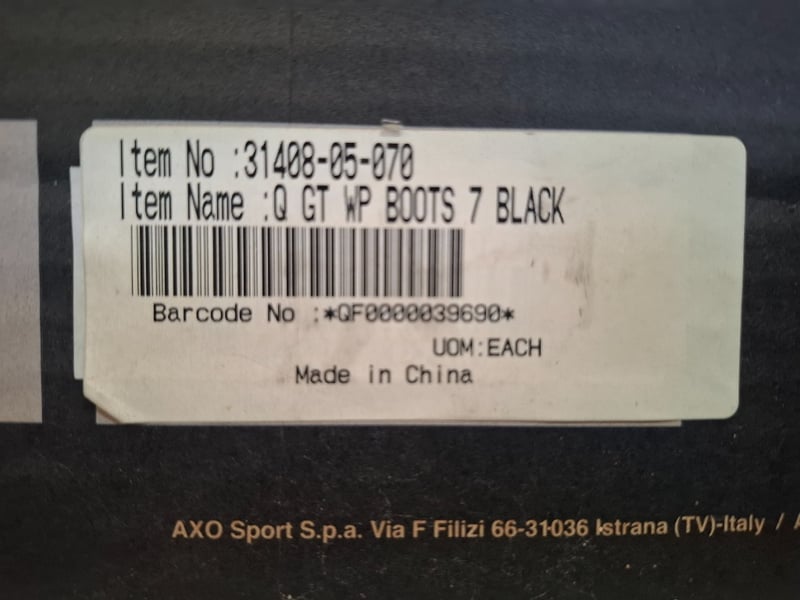 Item No :31408-05-070
Item Name :Q GT WP BOOTS 7 BLACK
Barcode No :*QF0000039690*
UOM:EACH
Made in China
AXO Sport S.p.a. Via F Filizi 66-31036 Istrana (TV)-Italy /